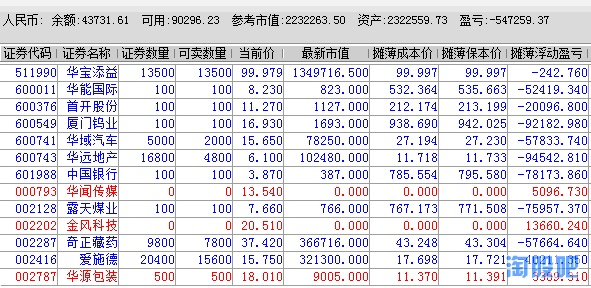 人民币: 余额:43731.61 可用:90296.23 参考市值:2232263.50 资产:2322559.73 盈亏:-547259.37
证券代码 证券名称 证券数量 可卖数量 当前价 最新市值 摊薄成本价 摊薄保本价 摊薄浮动盈亏
511990 华宝添益 13500 13500 99.979 1349716.500 99.997 99.997 -242.760
600011 华能国际 100 100 8.230 823.000 532.364 535.663 -52419.340
600376 首开股份 100 100 11.270 1127.000 212.174 213.199 -20096.800
600549 厦门钨业 100 100 16.930 1693.000 938.690 942.025 -92182.980
600741 华域汽车 5000 2000 15.650 78250.000 27.194 27.230 -57833.740
600743 华远地产 16800 4800 6.100 102480.000 11.718 11.733 -94542.810
601988 中国银行 100 100 3.870 387.000 785.554 795.580 -78173.860
000793 华闻传媒 0 0 13.540 0.000 0.000 0.000 5096.730
002128 露天煤业 100 100 7.660 766.000 767.173 771.508 -75957.370
002202 金风科技 0 0 20.510 0.000 0.000 0.000 13660.240
002287 奇正藏药 9800 7800 37.420 366716.000 43.248 43.304 -57664.640
002416 爱施德 20400 15600 15.750 321300.000 17.698 17.721
002787 华源包装 500 500 18.010 9005.000 11.370 11.391
淘股吧